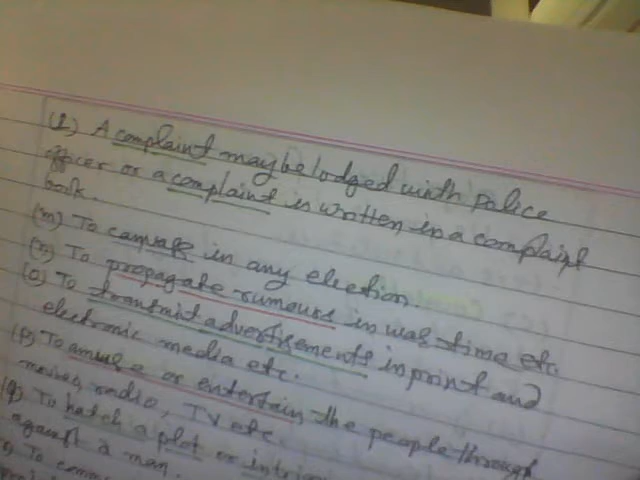 (l) A complaint may be lodged with police
officer or a complaint is written in a complaint
book.
(m) To canvass in any election.
(n) To propagate rumours in war time etc.
(o) To transmit advertisements in print and
electronic media etc.
(p) To amuse or entertain the people through
movies, radio, TV etc.
(q) To hatch a plot or
against a man.
To